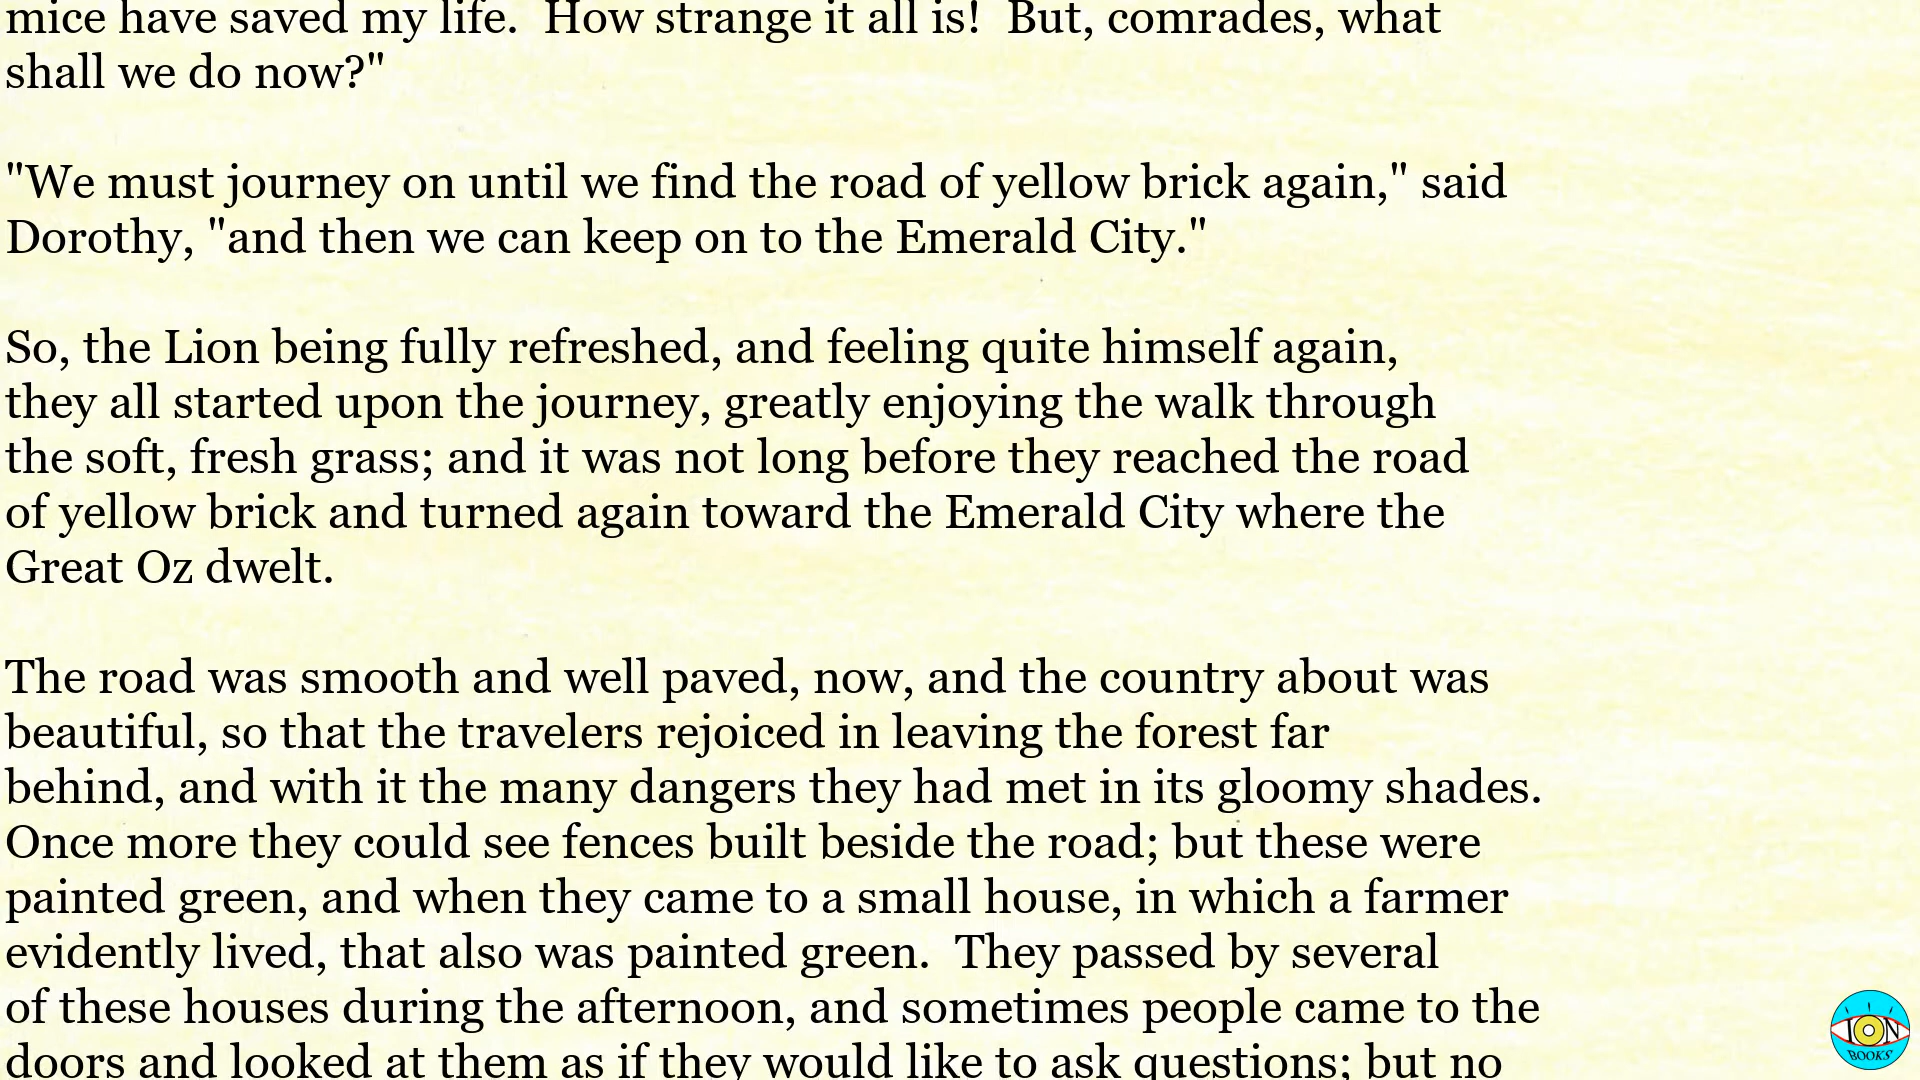 mice have saved my life.  How strange it all is!  But, comrades, what
shall we do now?"
"We must journey on until we find the road of yellow brick again," said
Dorothy, "and then we can keep on to the Emerald City."
So, the Lion being fully refreshed, and feeling quite himself again,
they all started upon the journey, greatly enjoying the walk through
the soft, fresh grass; and it was not long before they reached the road
of yellow brick and turned again toward the Emerald City where the
Great Oz dwelt.
The road was smooth and well paved, now, and the country about was
beautiful, so that the travelers rejoiced in leaving the forest far
behind, and with it the many dangers they had met in its gloomy shades.
Once more they could see fences built beside the road; but these were
painted green, and when they came to a small house, in which a farmer
evidently lived, that also was painted green.  They passed by several
of these houses during the afternoon, and sometimes people came to the
doors and looked at them as if they would like to ask questions; but no
ION
BOOKS